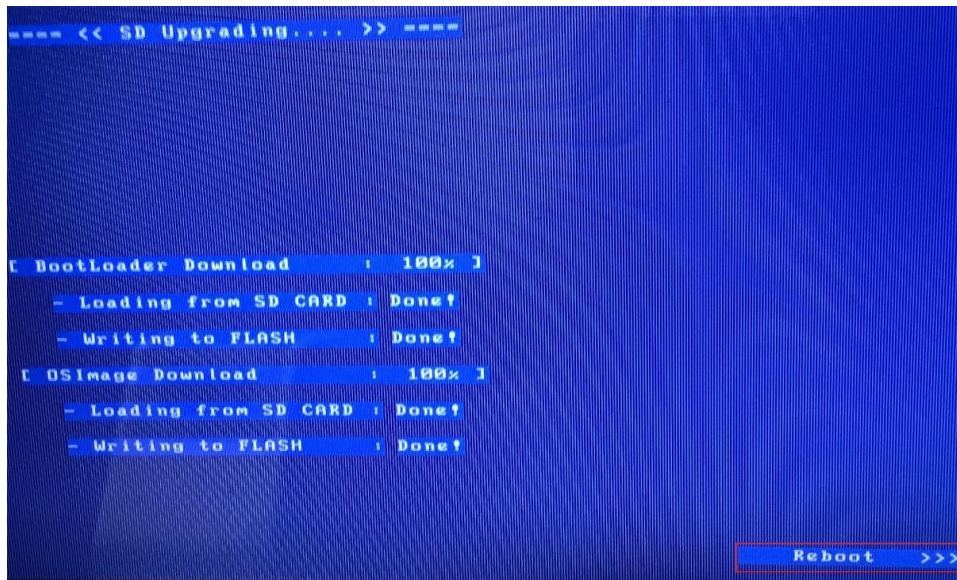 ==== << SD Upgrading.... >> ====
[ BootLoader Download : 100% ]
- Loading from SD CARD : Done!
- Writing to FLASH : Done!
[ OSImage Download : 100% ]
- Loading from SD CARD : Done!
- Writing to FLASH : Done!
Reboot >>>